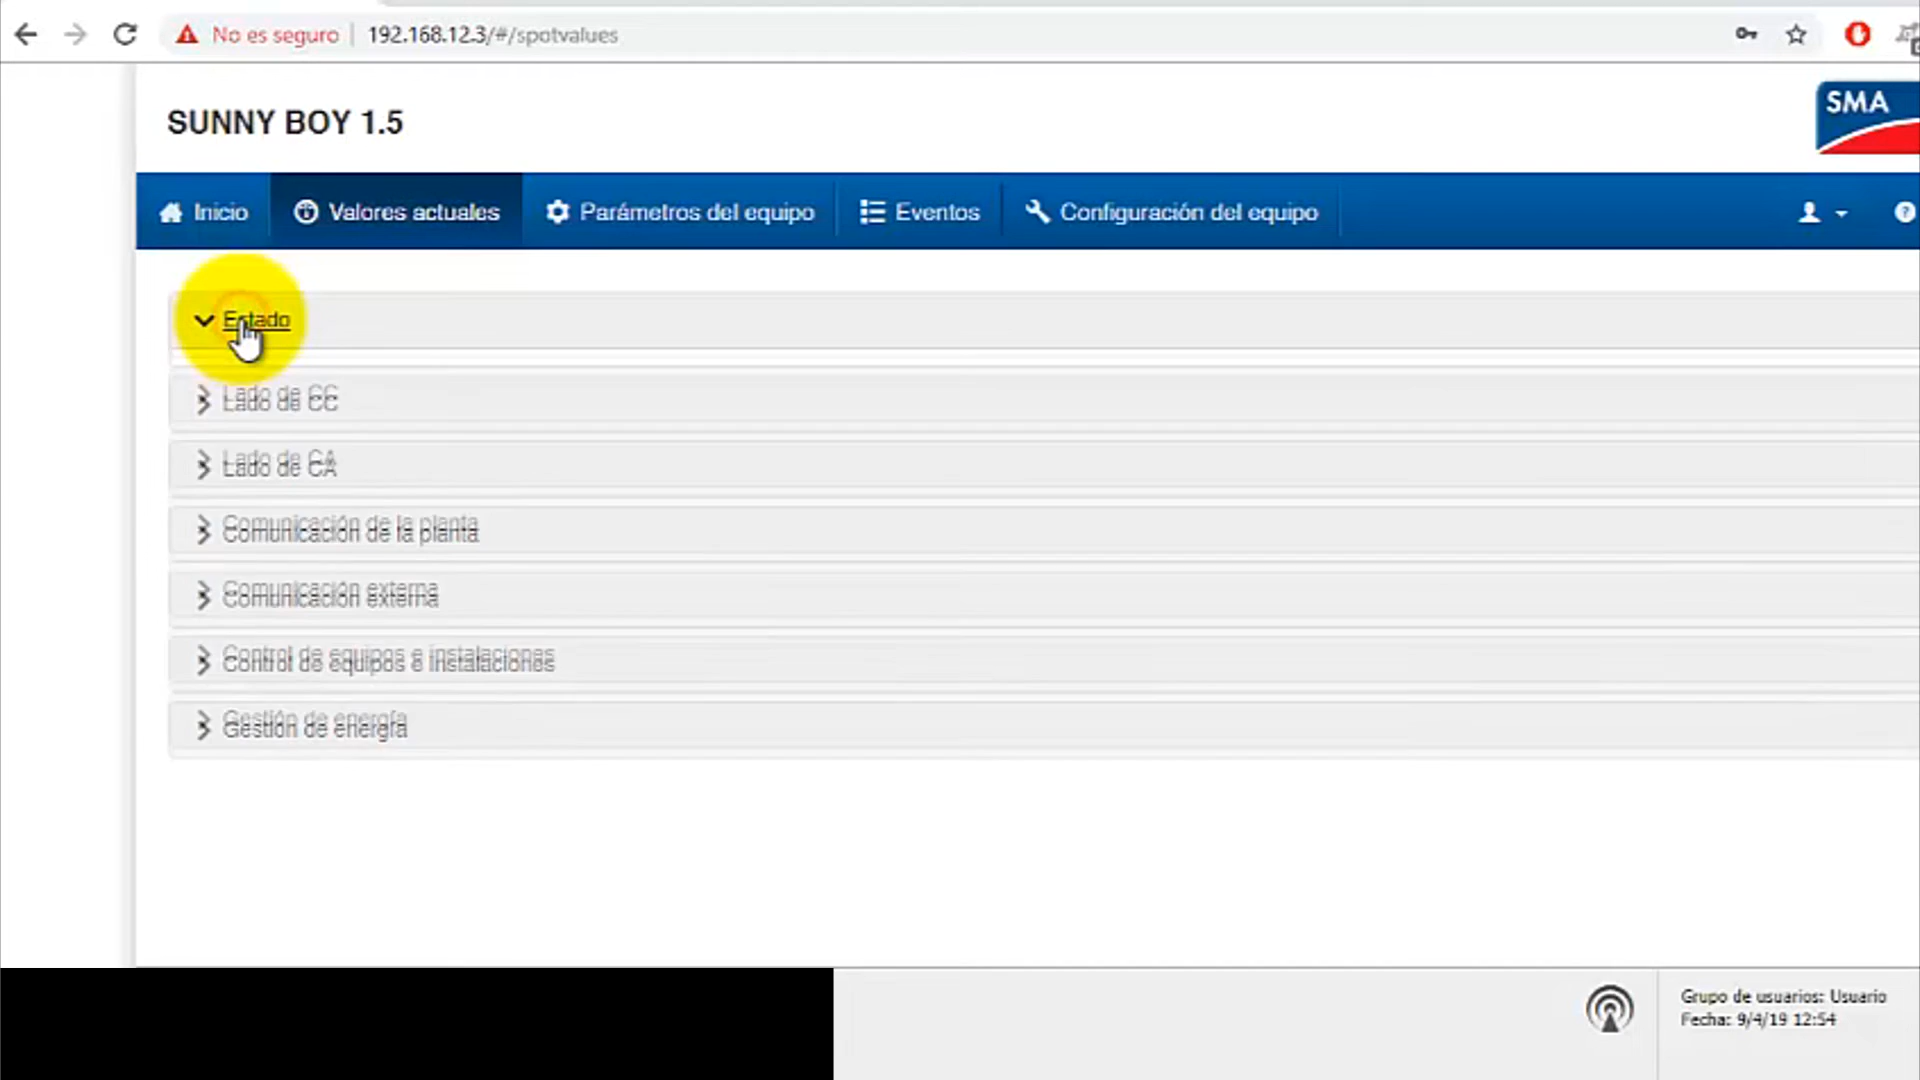 No es seguro 192.168.12.3/#/spotvalues
SUNNY BOY 1.5
SMA
Inicio Valores actuales Parámetros del equipo Eventos Configuración del equipo
Estado
Lado de CC
Lado de CA
Comunicación de la planta
Comunicación externa
Control de equipos e instalaciones
Gestión de energía
Grupo de usuarios: Usuario
Fecha: 9/4/19 12:54